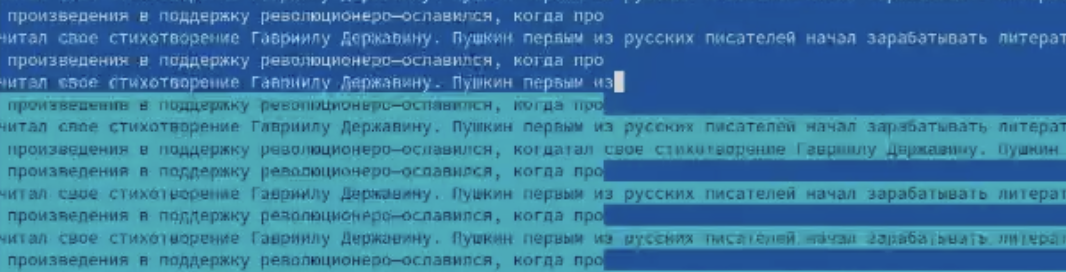 произведения в поддержку революционеро—ославился, когда про
читал свое стихотворение Гавриилу Державину. Пушкин первым из русских писателей начал зарабатывать литерат
произведения в поддержку революционеро—ославился, когда про
читал свое стихотворение Гавриилу Державину. Пушкин первым из
произведения в поддержку революционеро—ославился, когда про
читал свое стихотворение Гавриилу Державину. Пушкин первым из русских писателей начал зарабатывать литерат
произведения в поддержку революционеро—ославился, когдатал свое стихотворение Гавриилу Державину. Пушкин
произведения в поддержку революционеро—ославился, когда про
читал свое стихотворение Гавриилу Державину. Пушкин первым из русских писателей начал зарабатывать литерат
произведения в поддержку революционеро—ославился, когда про
читал свое стихотворение Гавриилу Державину. Пушкин первым из русских писателей начал зарабатывать литерат
произведения в поддержку революционеро—ославился, когда про